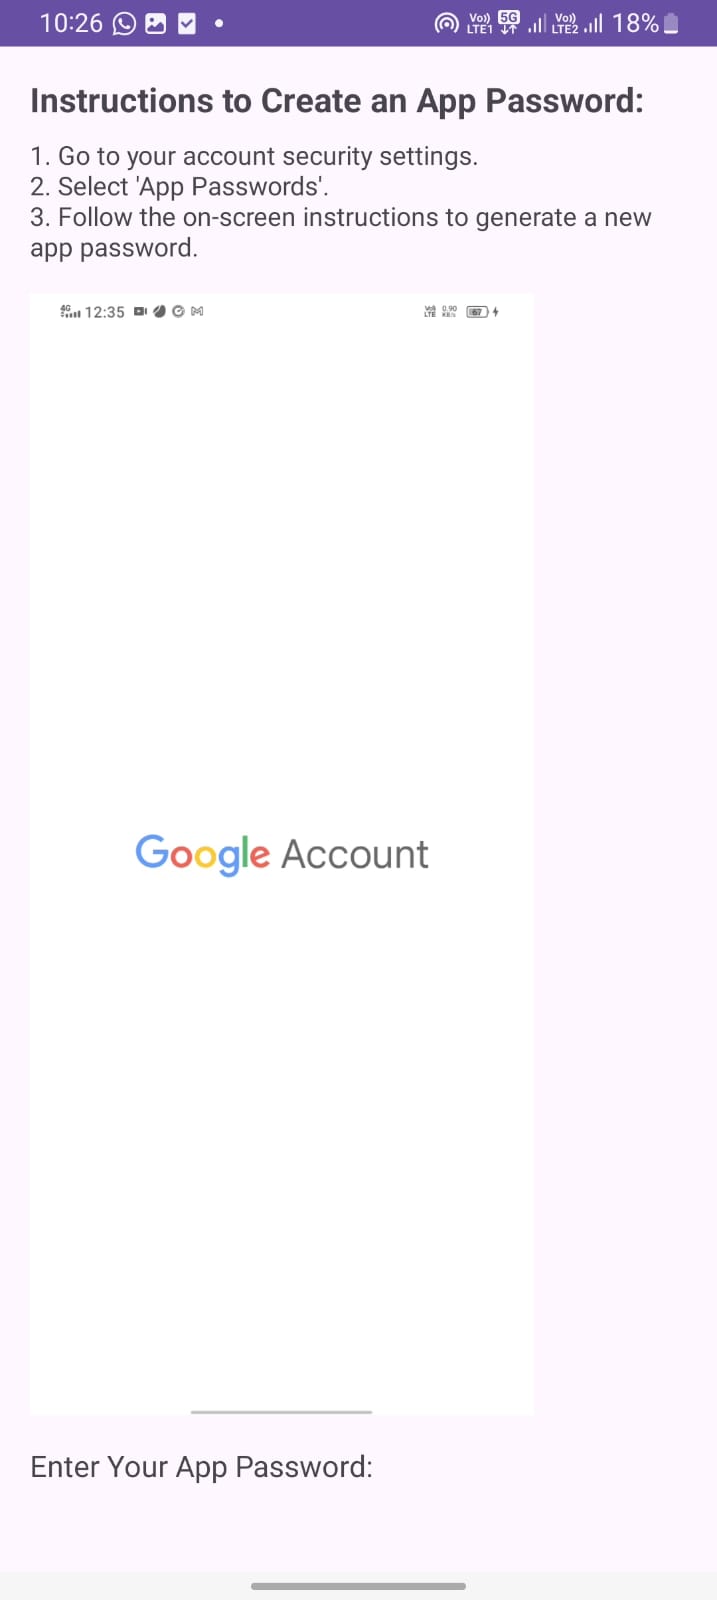 10:26 Vo)) LTE1 5G Vo)) LTE2 18%
Instructions to Create an App Password:
1. Go to your account security settings.
2. Select 'App Passwords'.
3. Follow the on-screen instructions to generate a new
app password.
4G 12:35 Vo)) LTE 0.90 KB/s 67
Google Account
Enter Your App Password: